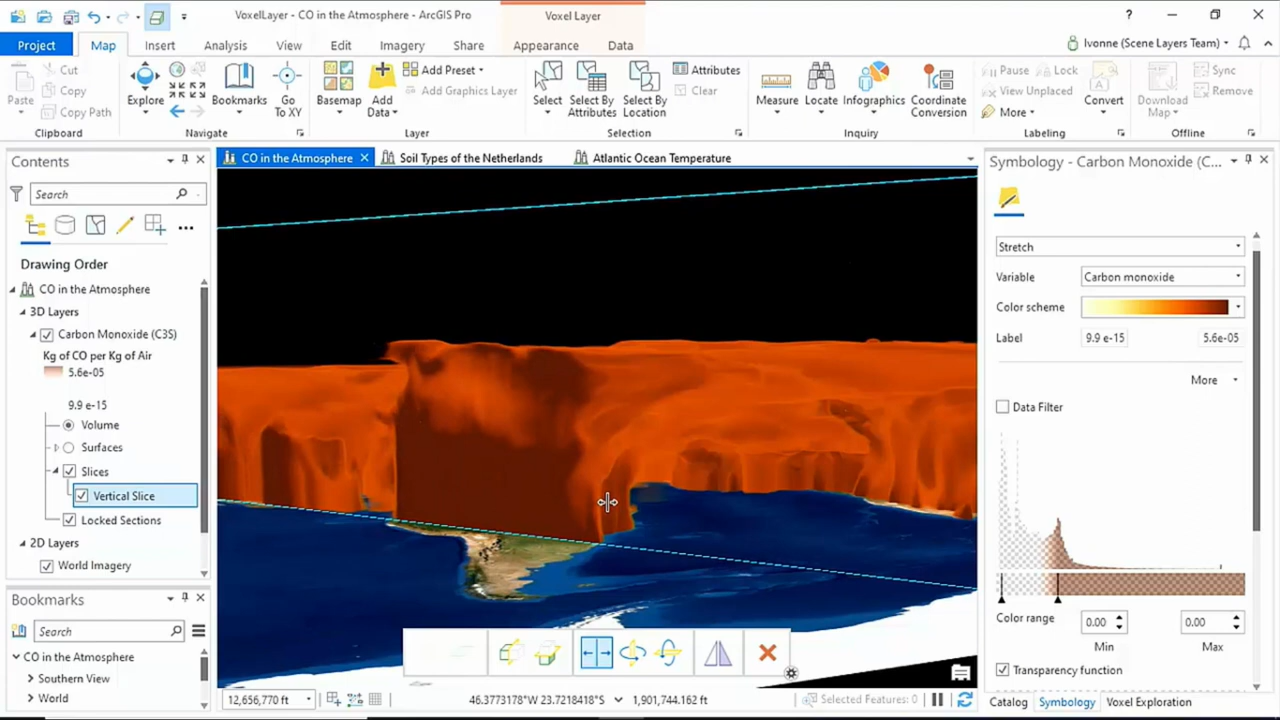 VoxelLayer - CO in the Atmosphere - ArcGIS Pro
Voxel Layer
?
Project
Map
Insert
Analysis
View
Edit
Imagery
Share
Appearance
Data
Ivonne (Scene Layers Team)
Paste
Cut
Copy
Copy Path
Clipboard
Explore
Bookmarks
Go To XY
Navigate
Basemap
Add Data
Add Preset
Add Graphics Layer
Layer
Select
Select By Attributes
Select By Location
Attributes
Clear
Selection
Measure
Locate
Infographics
Coordinate Conversion
Inquiry
Pause
Lock
View Unplaced
More
Convert
Labeling
Download Map
Sync
Remove
Offline
Contents
Search
Drawing Order
CO in the Atmosphere
3D Layers
Carbon Monoxide (C3S)
Kg of CO per Kg of Air
5.6e-05
9.9 e-15
Volume
Surfaces
Slices
Vertical Slice
Locked Sections
2D Layers
World Imagery
Bookmarks
Search
CO in the Atmosphere
Southern View
World
CO in the Atmosphere
Soil Types of the Netherlands
Atlantic Ocean Temperature
12,656,770 ft
46.3773178°W 23.7218418°S
1,901,744.162 ft
Selected Features: 0
Symbology - Carbon Monoxide (C...
Stretch
Variable
Carbon monoxide
Color scheme
Label
9.9 e-15
5.6e-05
More
Data Filter
Color range
0.00
0.00
Min
Max
Transparency function
Catalog
Symbology
Voxel Exploration